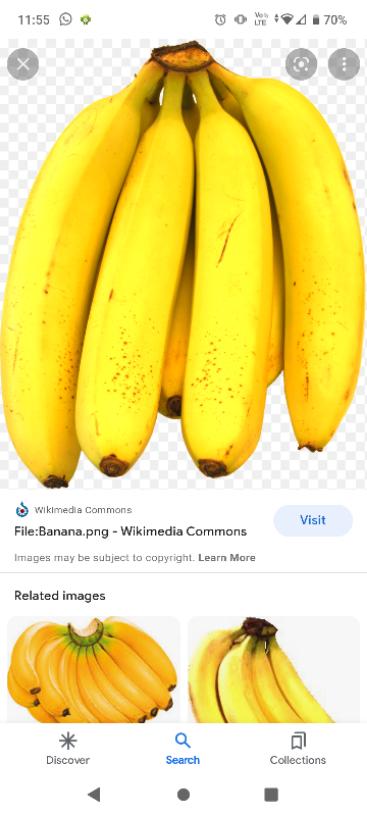 11:55
Vo)) LTE
70%
Wikimedia Commons
File:Banana.png - Wikimedia Commons
Visit
Images may be subject to copyright. Learn More
Related images
Discover
Search
Collections